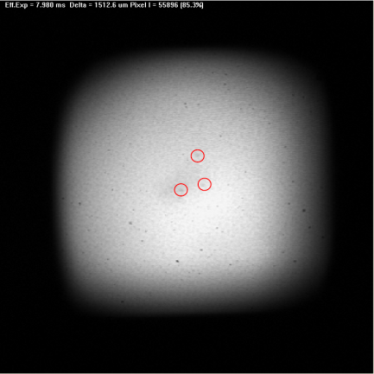 Eff.Exp = 7.980 ms Delta = 1512.6 um Pixel I = 55896 (85.3%)